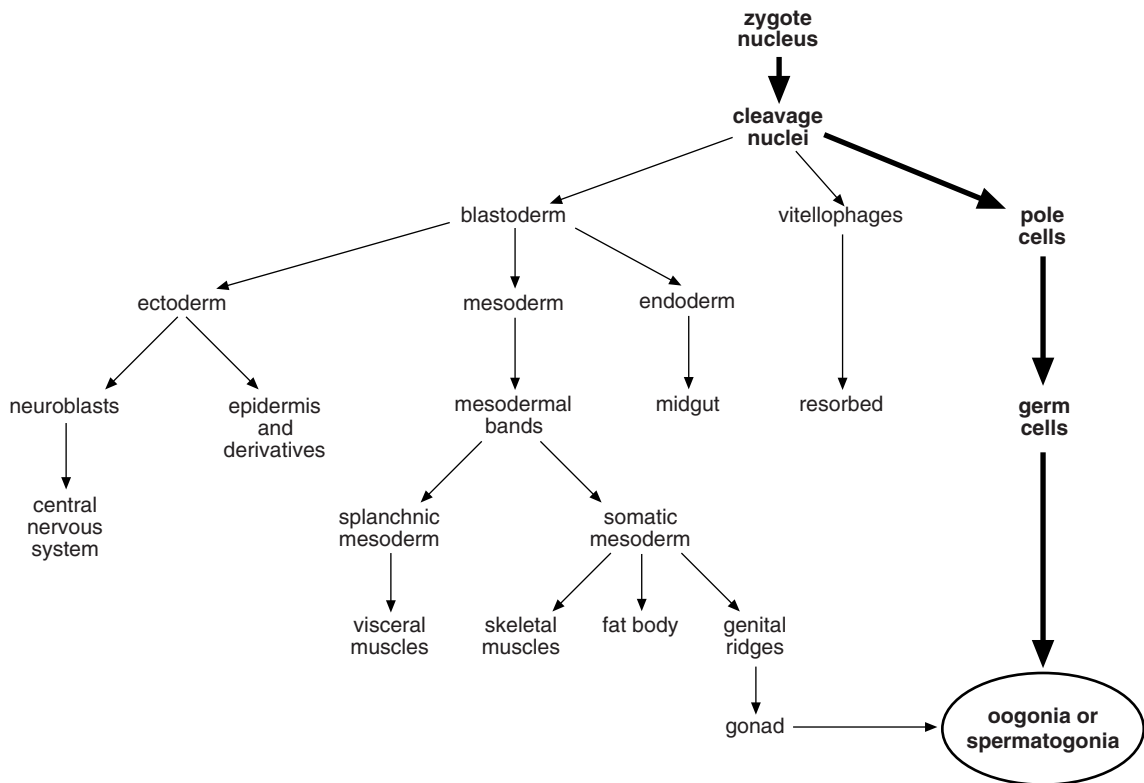 zygote
nucleus
cleavage
nuclei
blastoderm
vitellophages
pole
cells
ectoderm
mesoderm
endoderm
neuroblasts
epidermis
and
derivatives
mesodermal
bands
midgut
resorbed
germ
cells
central
nervous
system
splanchnic
mesoderm
somatic
mesoderm
visceral
muscles
skeletal
muscles
fat body
genital
ridges
gonad
oogonia or
spermatogonia